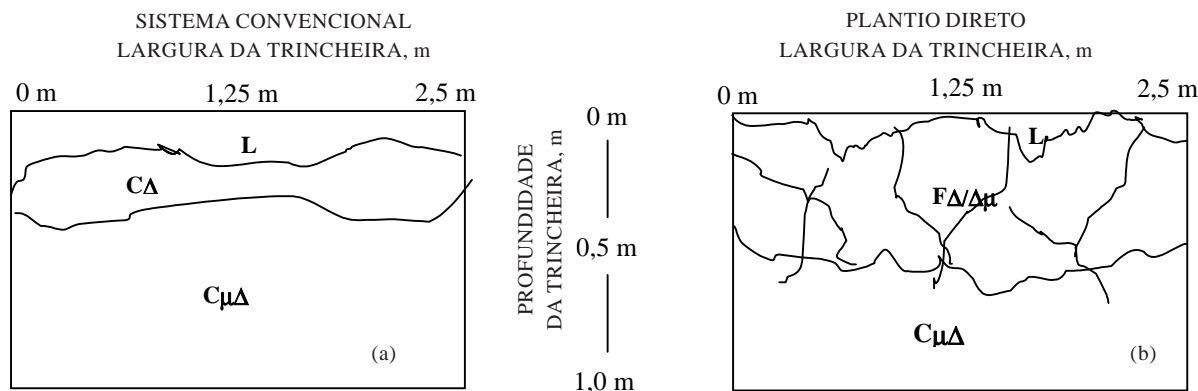 SISTEMA CONVENCIONAL
LARGURA DA TRINCHEIRA, m
0 m 1,25 m 2,5 m
L
CΔ
CμΔ
(a)
PROFUNDIDADE
DA TRINCHEIRA, m
0 m
0,5 m
1,0 m
PLANTIO DIRETO
LARGURA DA TRINCHEIRA, m
0 m 1,25 m 2,5 m
L
FΔ/Δμ
CμΔ
(b)